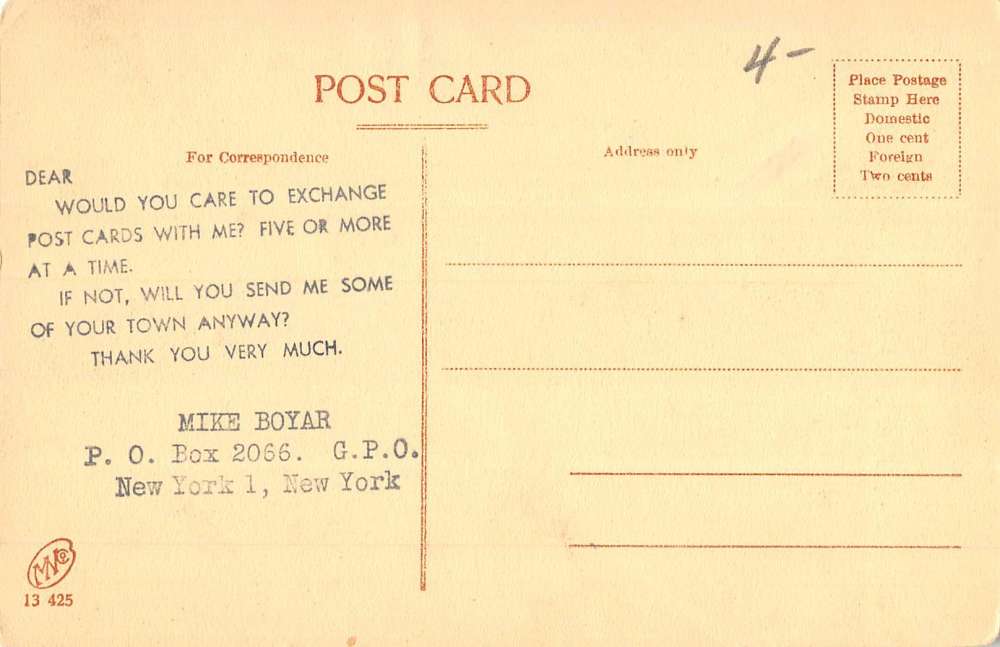 4-
POST CARD
Place Postage
Stamp Here
Domestic
One cent
Foreign
Two cents
For Correspondence
Address only
DEAR
WOULD YOU CARE TO EXCHANGE
POST CARDS WITH ME? FIVE OR MORE
AT A TIME.
IF NOT, WILL YOU SEND ME SOME
OF YOUR TOWN ANYWAY?
THANK YOU VERY MUCH.
MIKE BOYAR
P. O. Box 2066. G.P.O.
New York 1, New York
13 425